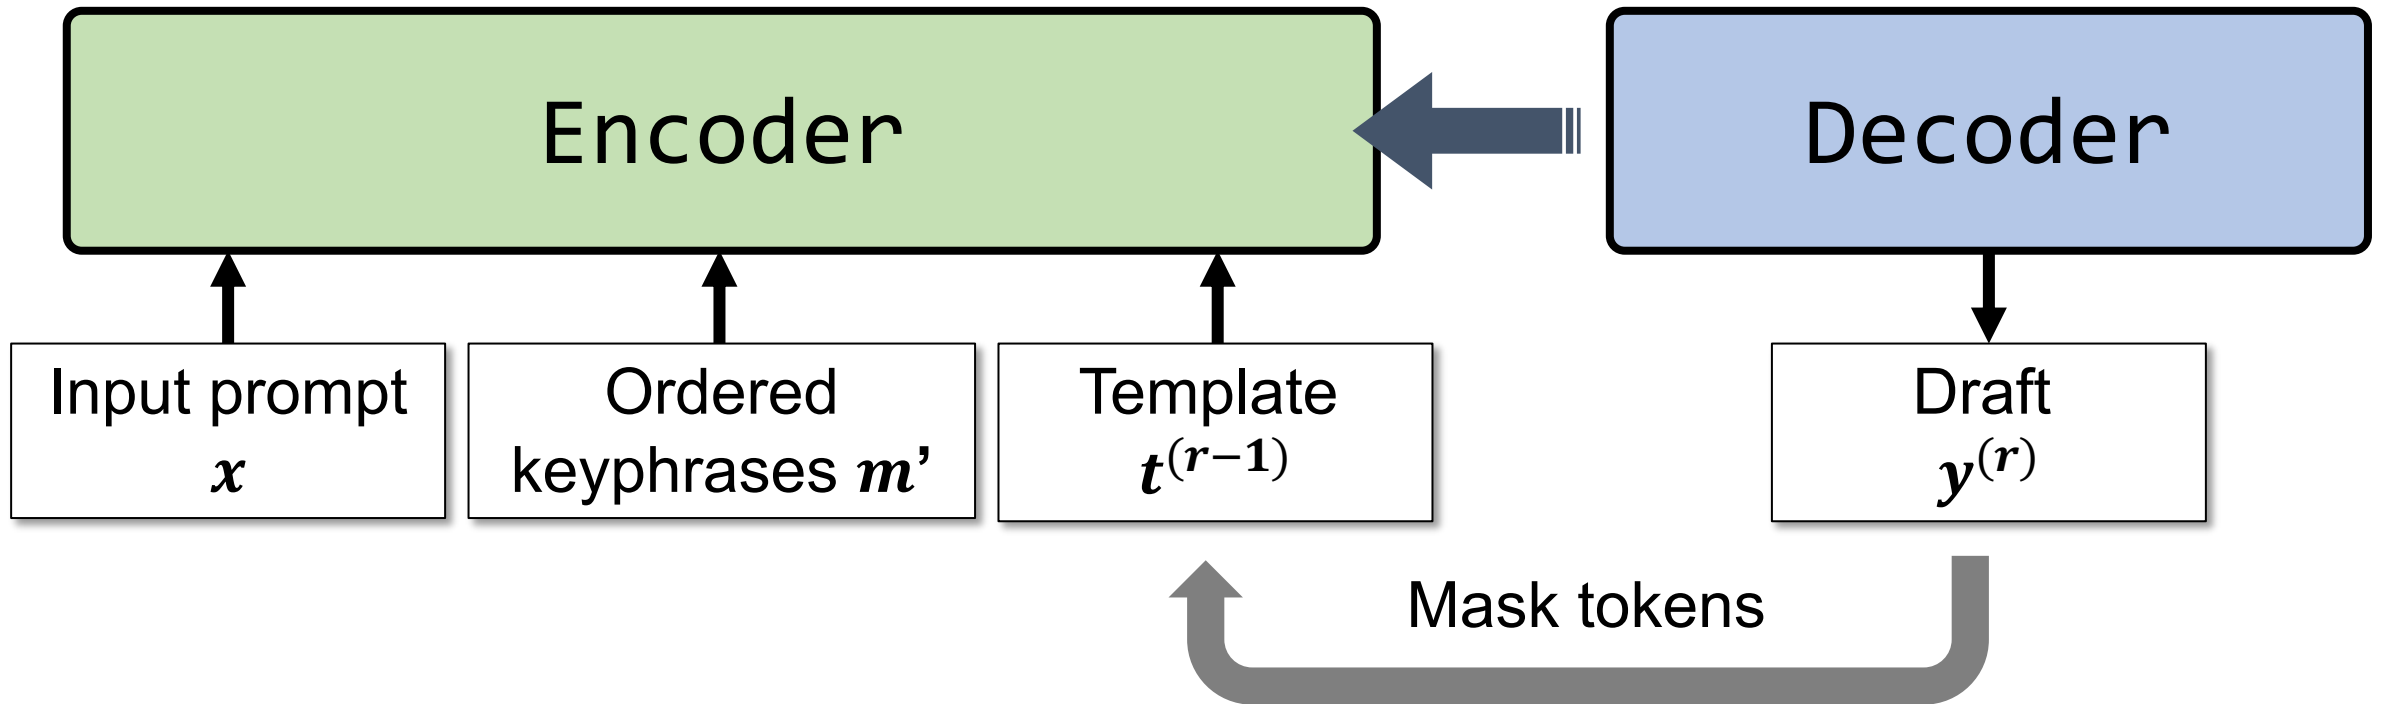 Encoder
Decoder
Input prompt
x
Ordered
keyphrases m’
Template
t^(r−1)
Draft
y^(r)
Mask tokens